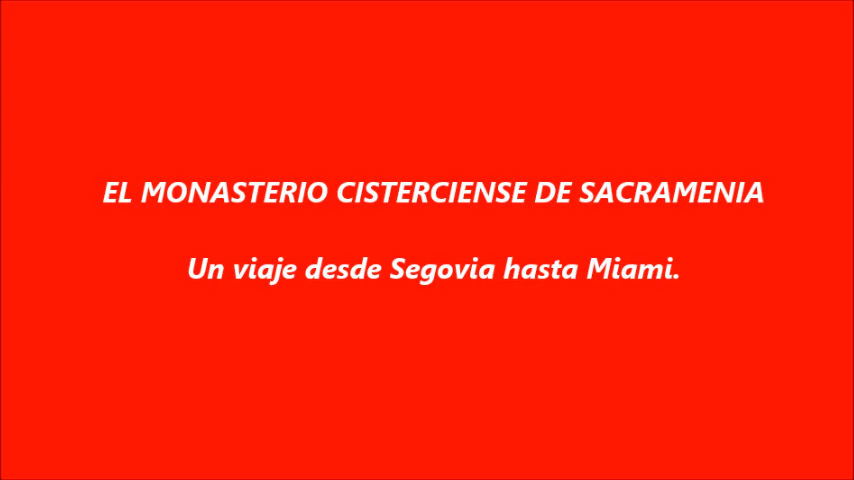 EL MONASTERIO CISTERCIENSE DE SACRAMENIA
Un viaje desde Segovia hasta Miami.